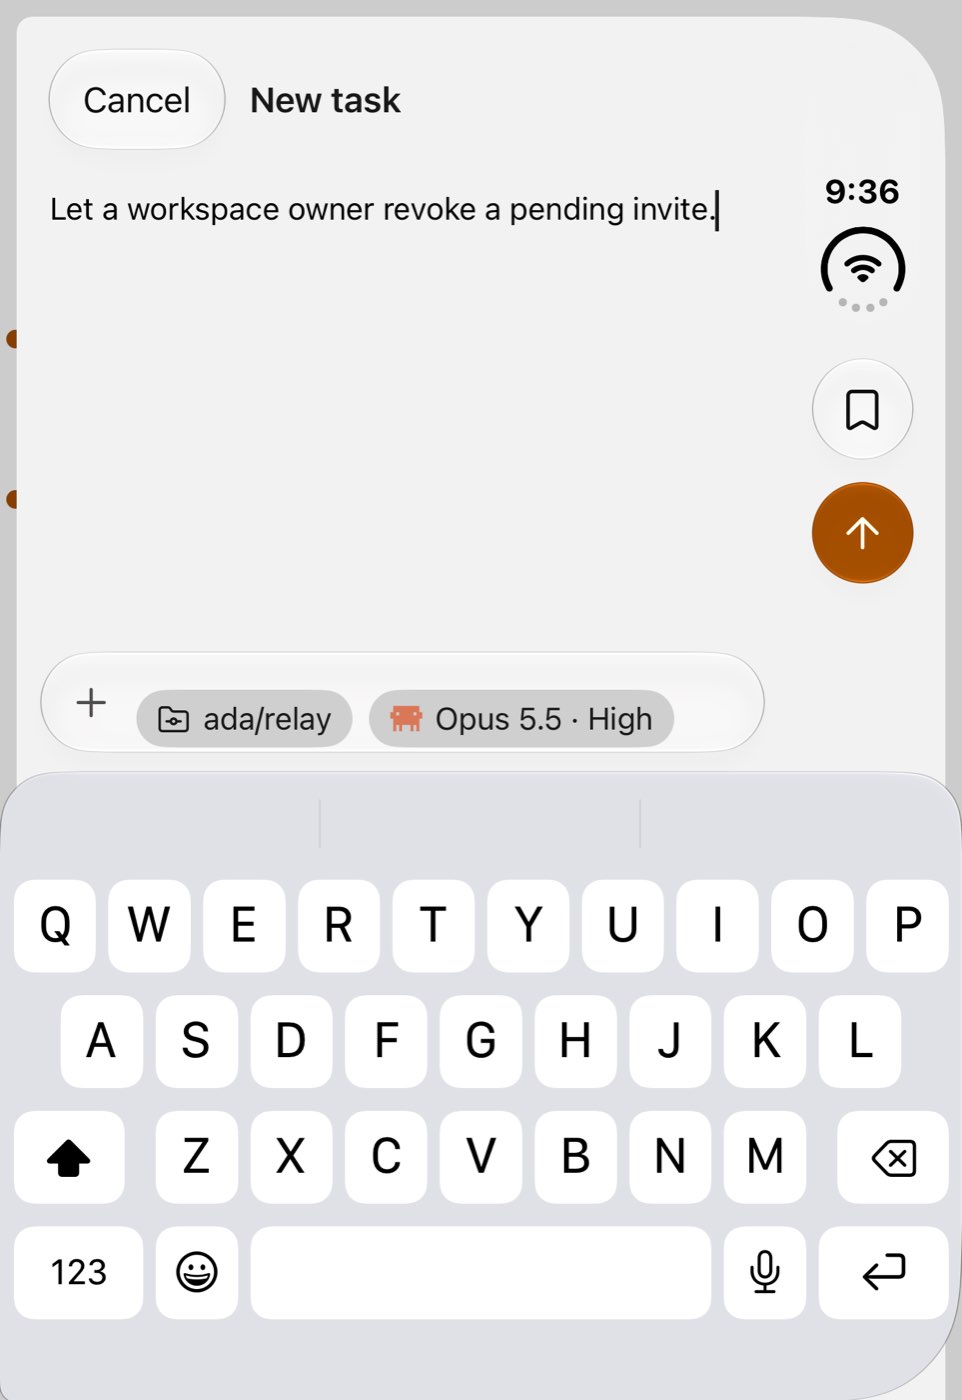 Cancel New task
9:36
Let a workspace owner revoke a pending invite.
ada/relay Opus 5.5 · High
Q W E R T Y U I O P
A S D F G H J K L
Z X C V B N M
123